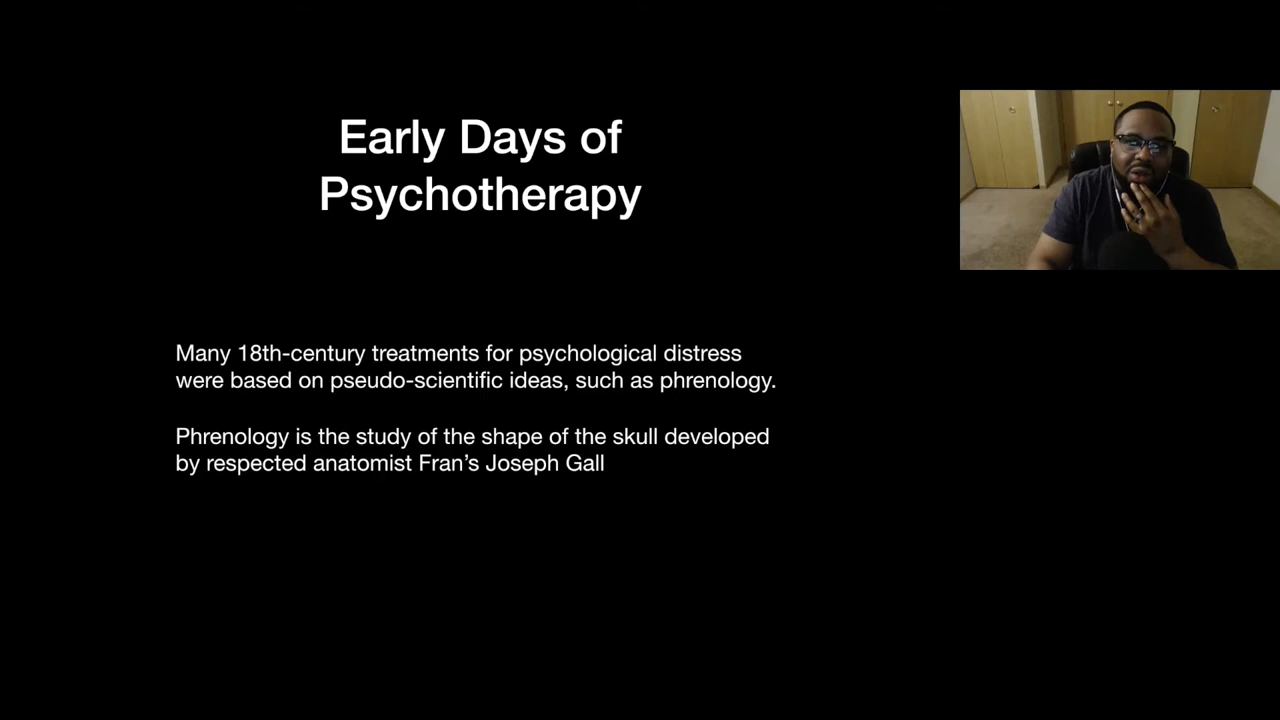 Early Days of
Psychotherapy
Many 18th-century treatments for psychological distress
were based on pseudo-scientific ideas, such as phrenology.
Phrenology is the study of the shape of the skull developed
by respected anatomist Fran’s Joseph Gall